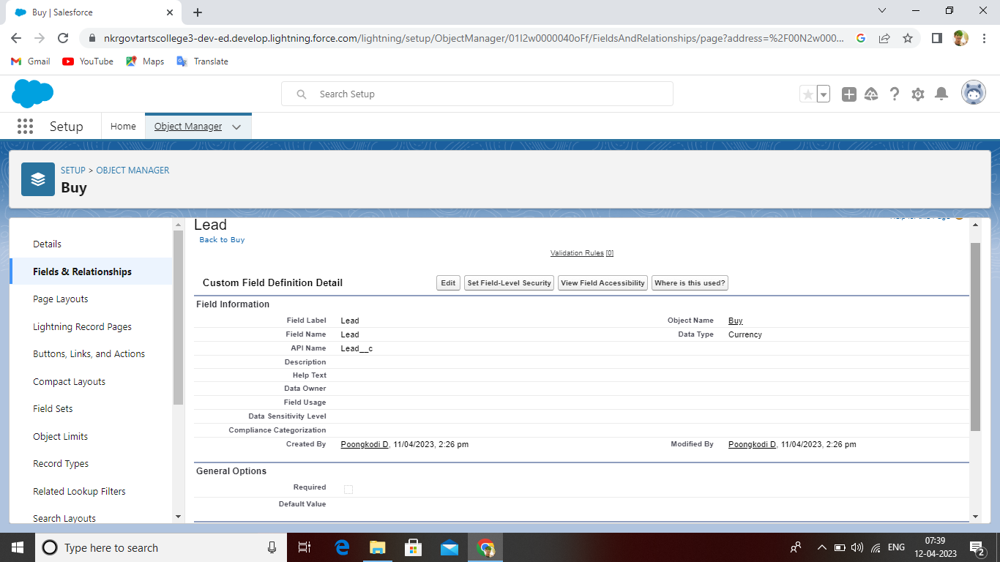 Buy | Salesforce
nkrgovtartscollege3-dev-ed.develop.lightning.force.com/lightning/setup/ObjectManager/01I2w0000040oFf/FieldsAndRelationships/page?address=%2F00N2w000...
Gmail YouTube Maps Translate
Search Setup
Setup Home Object Manager
SETUP > OBJECT MANAGER
Buy
Details
Fields & Relationships
Page Layouts
Lightning Record Pages
Buttons, Links, and Actions
Compact Layouts
Field Sets
Object Limits
Record Types
Related Lookup Filters
Search Layouts
Help for this Page
Lead
Back to Buy
Validation Rules [0]
Custom Field Definition Detail Edit Set Field-Level Security View Field Accessibility Where is this used?
Field Information
Field Label Lead Object Name Buy
Field Name Lead Data Type Currency
API Name Lead__c
Description
Help Text
Data Owner
Field Usage
Data Sensitivity Level
Compliance Categorization
Created By Poongkodi D, 11/04/2023, 2:26 pm Modified By Poongkodi D, 11/04/2023, 2:26 pm
General Options
Required
Default Value
Type here to search
ENG
07:39
12-04-2023
2